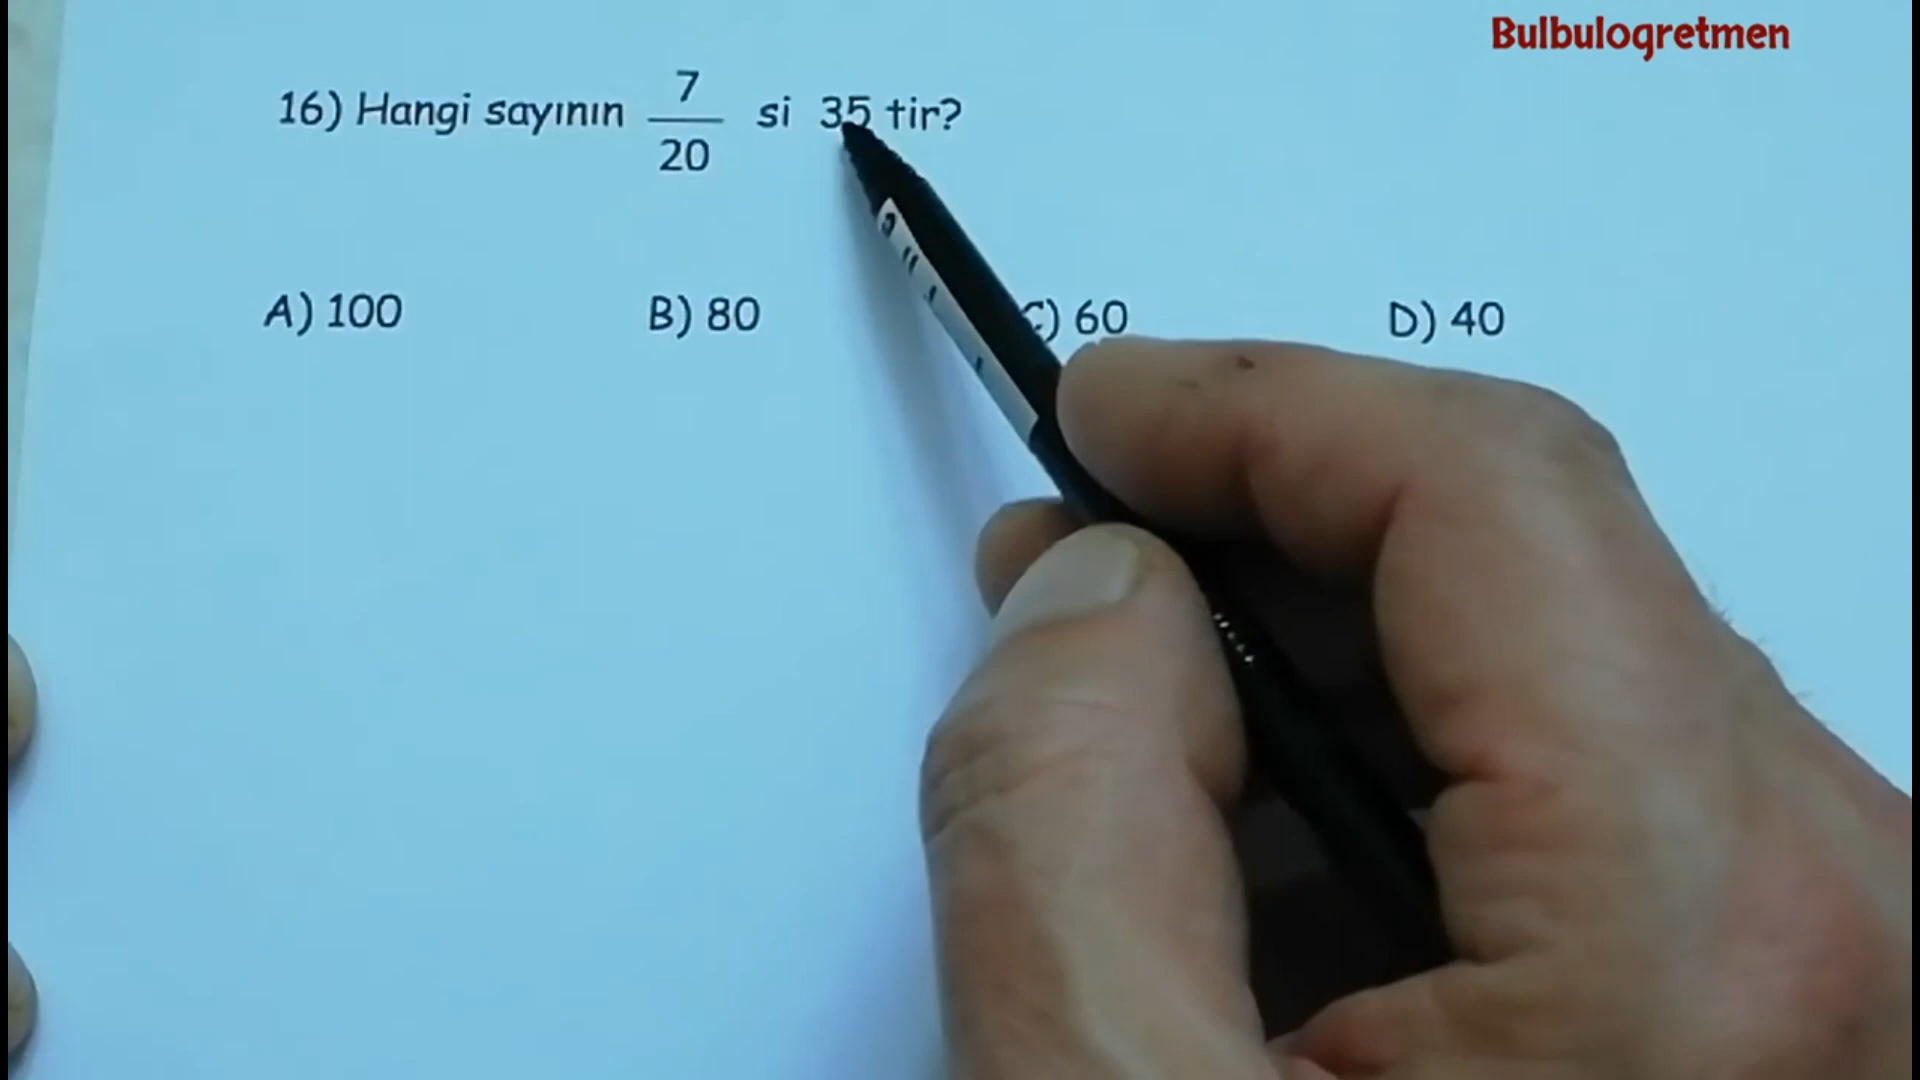 Bulbulogretmen
16) Hangi sayının 7/20 si 35 tir?
A) 100 B) 80 C) 60 D) 40